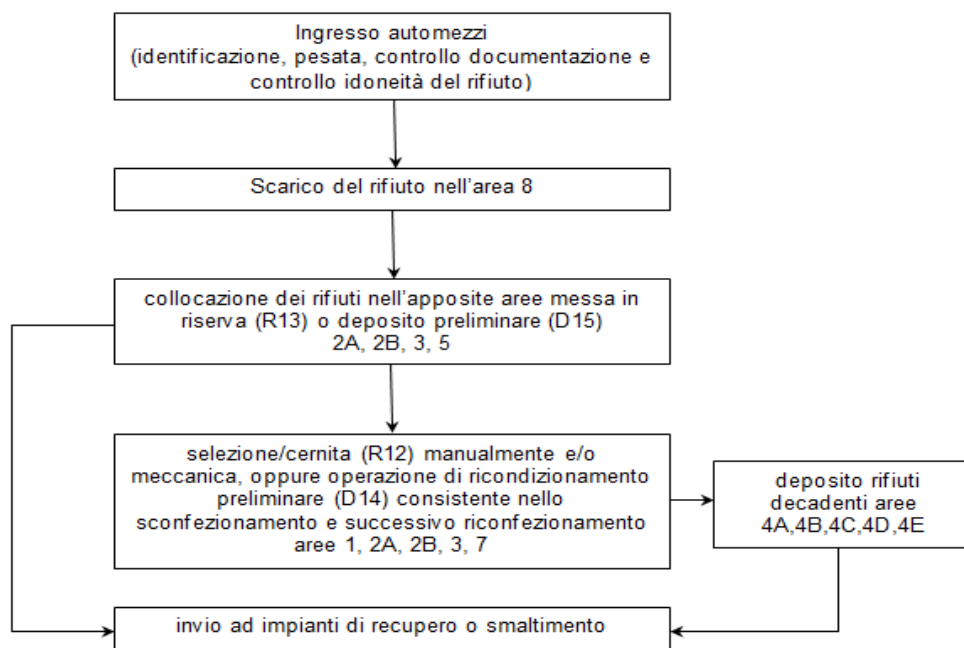 Ingresso automezzi
(identificazione, pesata, controllo documentazione e
controllo idoneità del rifiuto)
Scarico del rifiuto nell'area 8
collocazione dei rifiuti nell'apposite aree messa in
riserva (R13) o deposito preliminare (D15)
2A, 2B, 3, 5
selezione/cernita (R12) manualmente e/o
meccanica, oppure operazione di ricondizionamento
preliminare (D14) consistente nello
sconfezionamento e successivo riconfezionamento
aree 1, 2A, 2B, 3, 7
deposito rifiuti
decadenti aree
4A,4B,4C,4D,4E
invio ad impianti di recupero o smaltimento